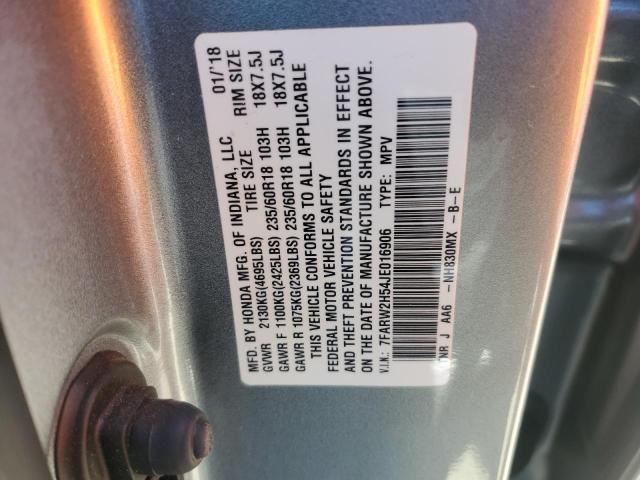 MFD. BY HONDA MFG. OF INDIANA, LLC 01/'18
GVWR TIRE SIZE RIM SIZE
2130KG(4695LBS)
GAWR F 1100KG(2425LBS) 235/60R18 103H 18X7.5J
GAWR R 1075KG(2369LBS) 235/60R18 103H 18X7.5J
THIS VEHICLE CONFORMS TO ALL APPLICABLE
FEDERAL MOTOR VEHICLE SAFETY
AND THEFT PREVENTION STANDARDS IN EFFECT
ON THE DATE OF MANUFACTURE SHOWN ABOVE.
V.I.N.: 7FARW2H54JE016906 TYPE: MPV
J AA6 -NH830MX -B-E